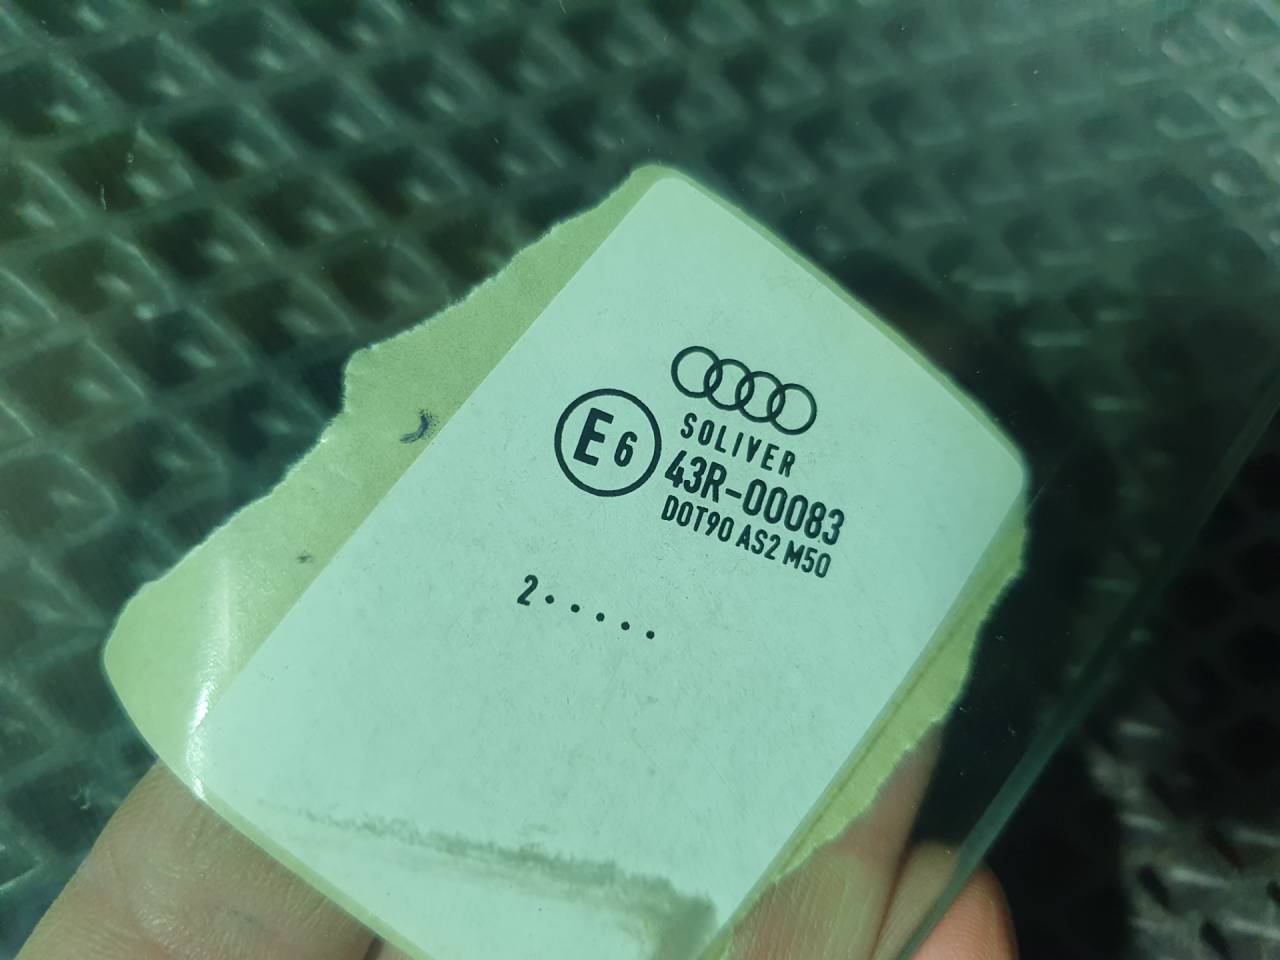 SOLIVER
E6
43R-00083
DOT90 AS2 M50
2.....